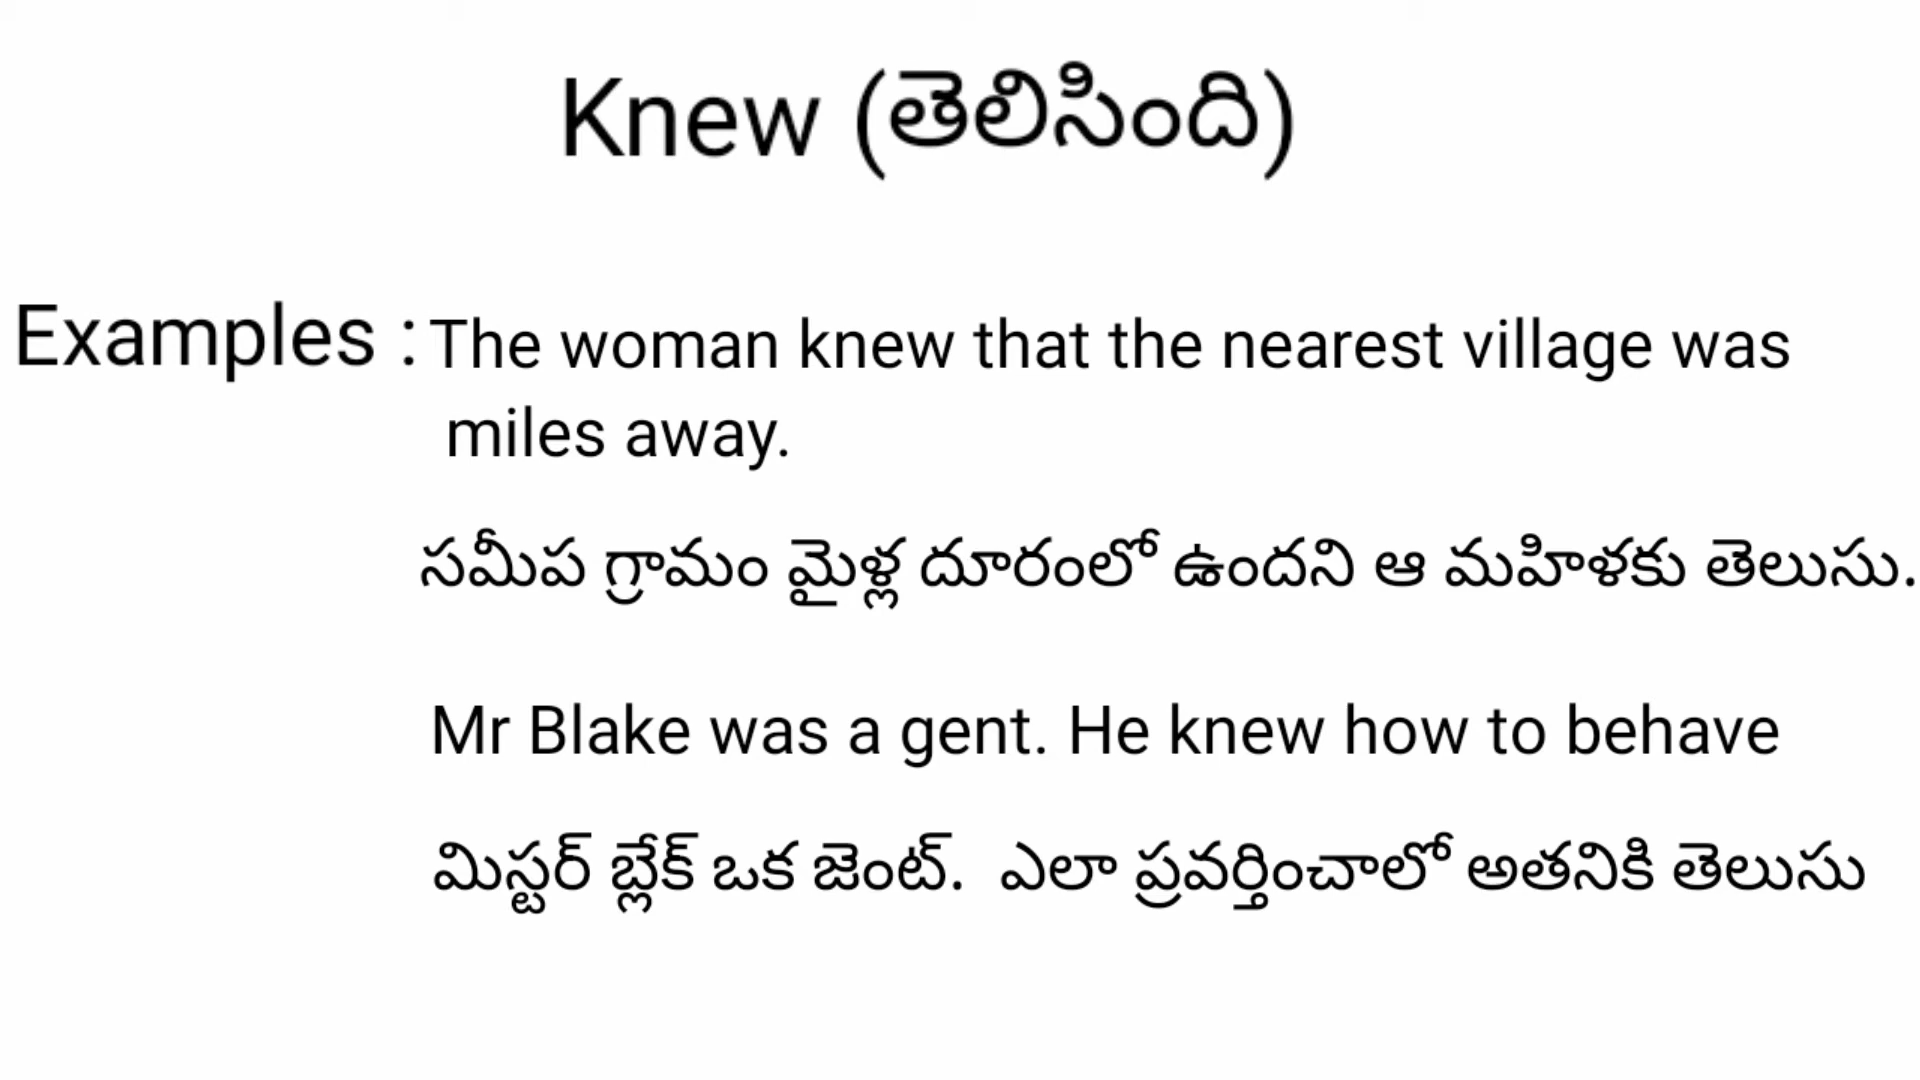 Knew (తెలిసింది)
Examples : The woman knew that the nearest village was
miles away.
సమీప గ్రామం మైళ్ల దూరంలో ఉందని ఆ మహిళకు తెలుసు.
Mr Blake was a gent. He knew how to behave
మిస్టర్ బ్లేక్ ఒక జెంట్. ఎలా ప్రవర్తించాలో అతనికి తెలుసు